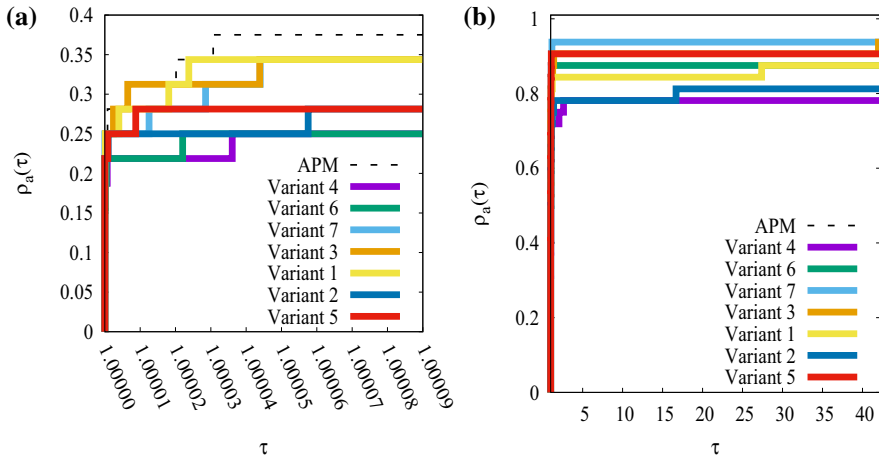 (a)
ρa(τ)
0.4
0.35
0.3
0.25
0.2
0.15
0.1
0.05
0
APM
Variant 4
Variant 6
Variant 7
Variant 3
Variant 1
Variant 2
Variant 5
1.00000
1.00001
1.00002
1.00003
1.00004
1.00005
1.00006
1.00007
1.00008
1.00009
τ
(b)
ρa(τ)
1
0.8
0.6
0.4
0.2
0
APM
Variant 4
Variant 6
Variant 7
Variant 3
Variant 1
Variant 2
Variant 5
5
10
15
20
25
30
35
40
τ